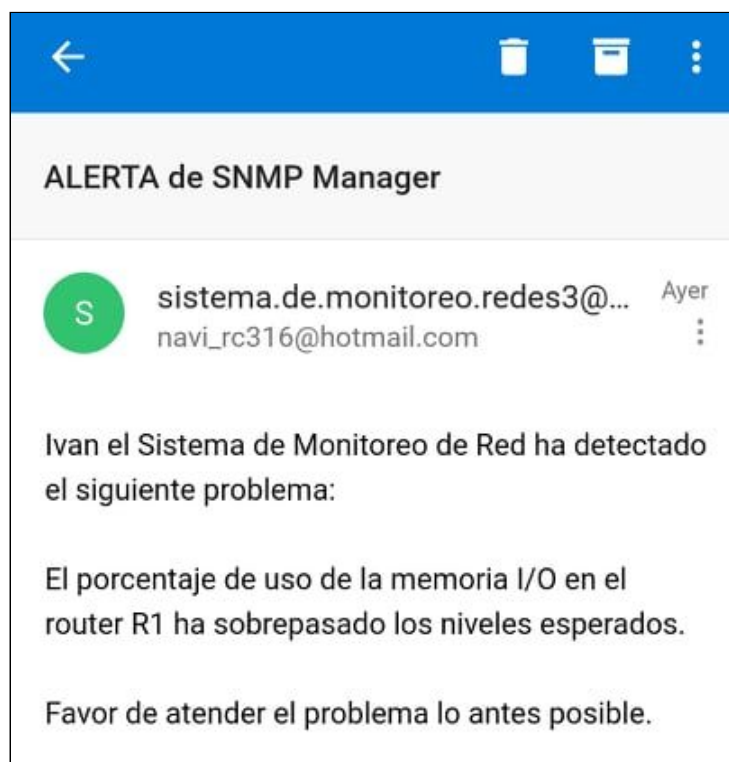 ALERTA de SNMP Manager
S
sistema.de.monitoreo.redes3@...
Ayer
navi_rc316@hotmail.com
Ivan el Sistema de Monitoreo de Red ha detectado
el siguiente problema:
El porcentaje de uso de la memoria I/O en el
router R1 ha sobrepasado los niveles esperados.
Favor de atender el problema lo antes posible.